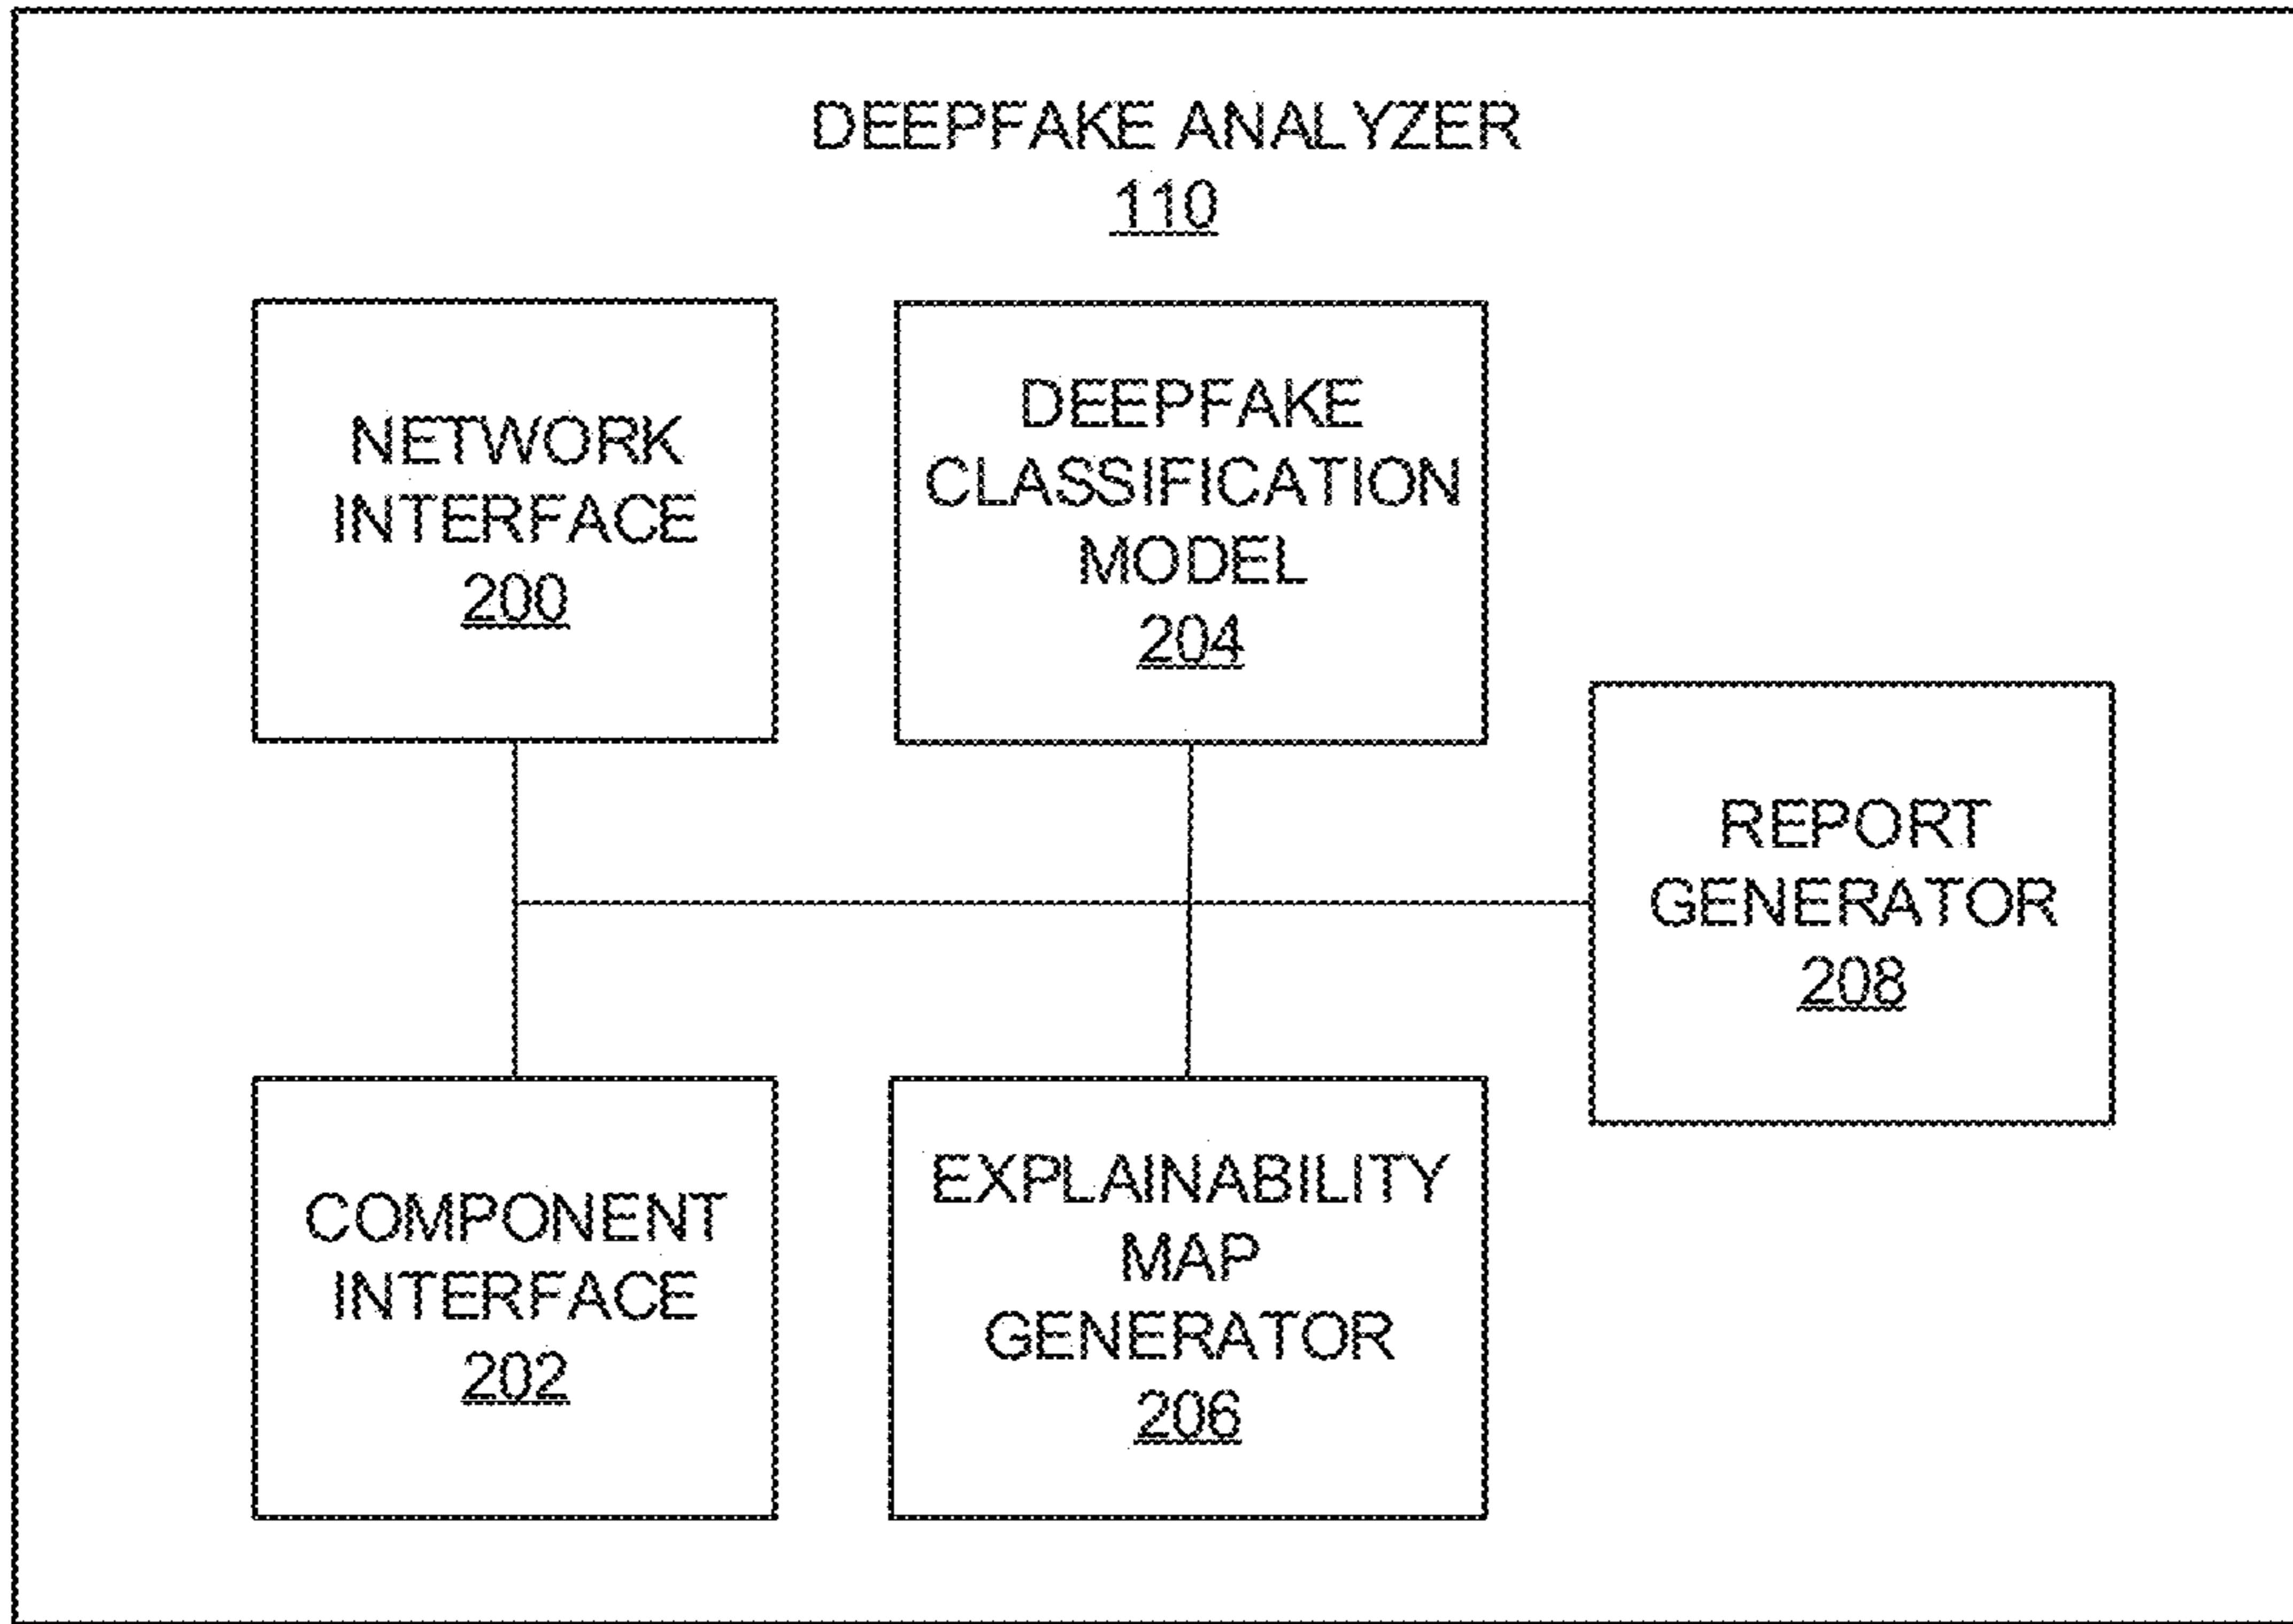 DEEPFAKE ANALYZER
110
NETWORK
INTERFACE
200
DEEPFAKE
CLASSIFICATION
MODEL
204
REPORT
GENERATOR
208
COMPONENT
INTERFACE
202
EXPLAINABILITY
MAP
GENERATOR
206